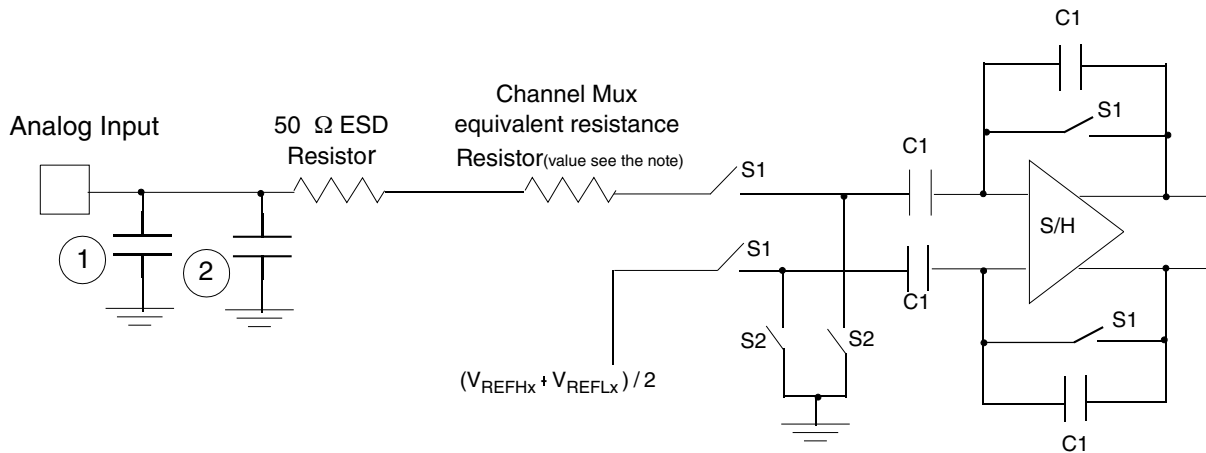 C1
Channel Mux
equivalent resistance
Resistor(value see the note)
Analog Input
50 Ω ESD
Resistor
S1
C1
S1
S/H
1
2
S1
C1
S2
S2
S1
(VREFHx + VREFLx) / 2
C1